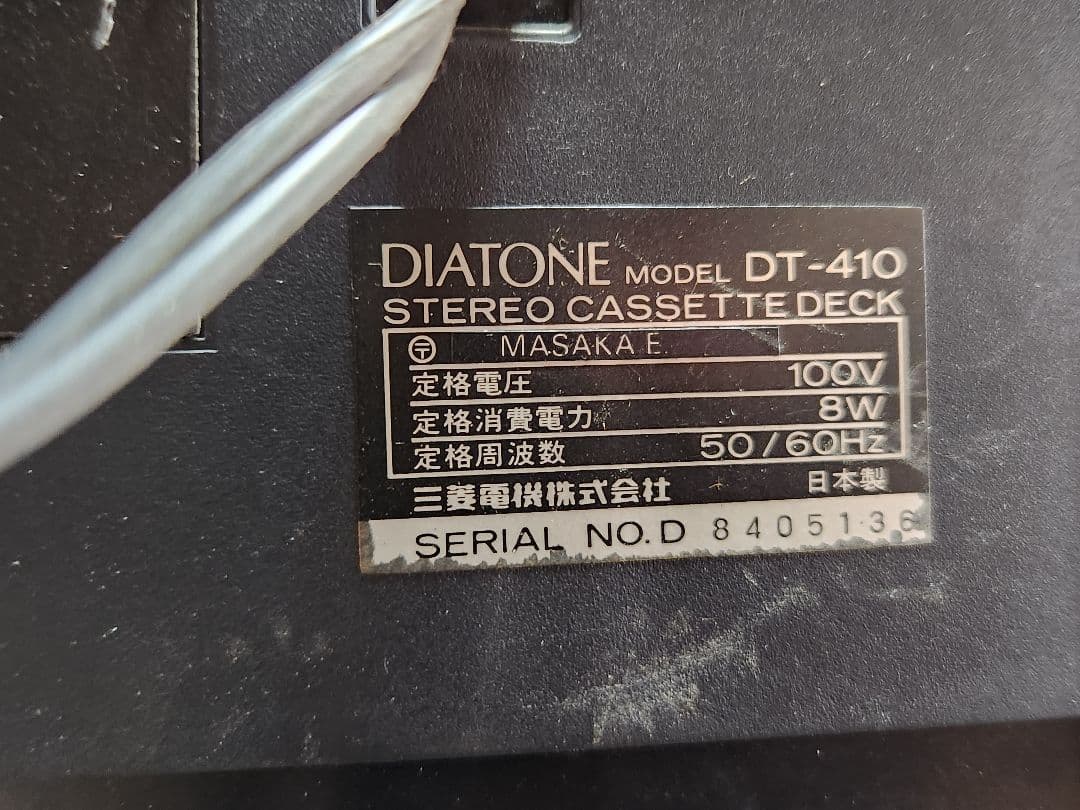 DIATONE MODEL DT-410
STEREO CASSETTE DECK
〶 MASAKA E
定格電圧 100V
定格消費電力 8W
定格周波数 50/60Hz
三菱電機株式会社 日本製
SERIAL NO. D 8405136